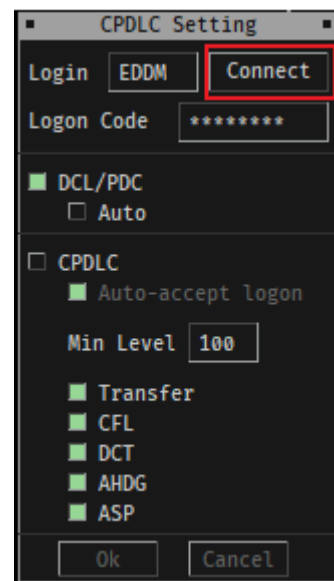 CPDLC Setting
Login EDDM Connect
Logon Code ********
DCL/PDC
Auto
CPDLC
Auto-accept logon
Min Level 100
Transfer
CFL
DCT
AHDG
ASP
Ok Cancel